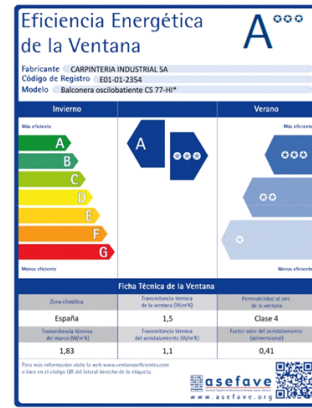 Eficiencia Energética
de la Ventana
A
Fabricante CARPINTERIA INDUSTRIAL SA
Código de Registro E01-01-2354
Modelo Balconera oscilobatiente CS 77-HI*
Invierno
Verano
Más eficiente
Más eficiente
A
B
C
D
E
F
G
A
Menos eficiente
Menos eficiente
Ficha Técnica de la Ventana
Zona climática
Transmitancia térmica
de la ventana (W/m²K)
Permeabilidad al aire
de la ventana
España
1,5
Clase 4
Transmitancia térmica
del marco (W/m²K)
Transmitancia térmica
del acristalamiento (W/m²K)
Factor solar del acristalamiento
(adimensional)
1,83
1,1
0,41
Para más información visite la web www.ventanaseficientes.com
o bien en el código QR del lateral derecho de la etiqueta.
asefave
www.asefave.org